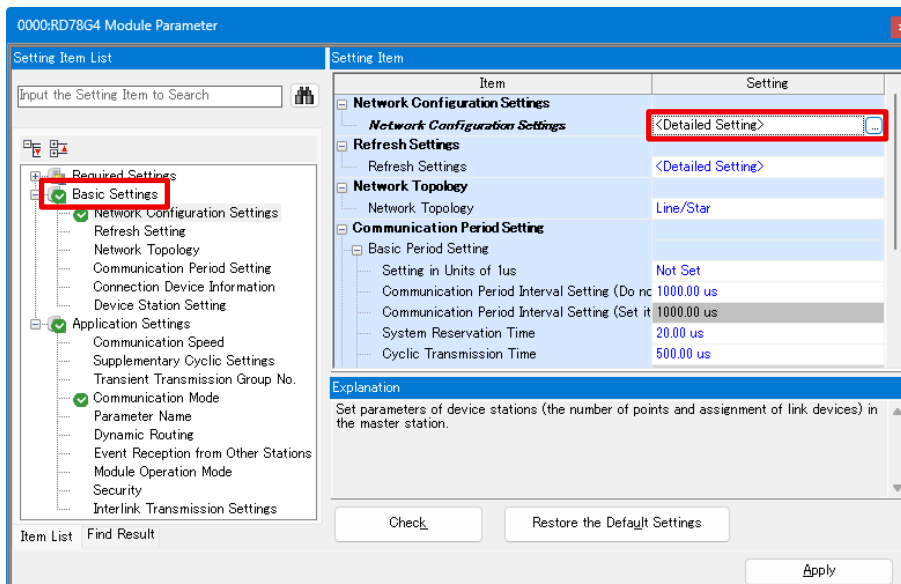 0000:RD78G4 Module Parameter
Setting Item List
Input the Setting Item to Search
Required Settings
Basic Settings
Network Configuration Settings
Refresh Setting
Network Topology
Communication Period Setting
Connection Device Information
Device Station Setting
Application Settings
Communication Speed
Supplementary Cyclic Settings
Transient Transmission Group No.
Communication Mode
Parameter Name
Dynamic Routing
Event Reception from Other Stations
Module Operation Mode
Security
Interlink Transmission Settings
Item List Find Result
Setting Item
Item Setting
Network Configuration Settings
Network Configuration Settings <Detailed Setting> ...
Refresh Settings
Refresh Settings <Detailed Setting>
Network Topology
Network Topology Line/Star
Communication Period Setting
Basic Period Setting
Setting in Units of 1us Not Set
Communication Period Interval Setting (Do no 1000.00 us
Communication Period Interval Setting (Set it 1000.00 us
System Reservation Time 20.00 us
Cyclic Transmission Time 500.00 us
Explanation
Set parameters of device stations (the number of points and assignment of link devices) in
the master station.
Check Restore the Default Settings
Apply